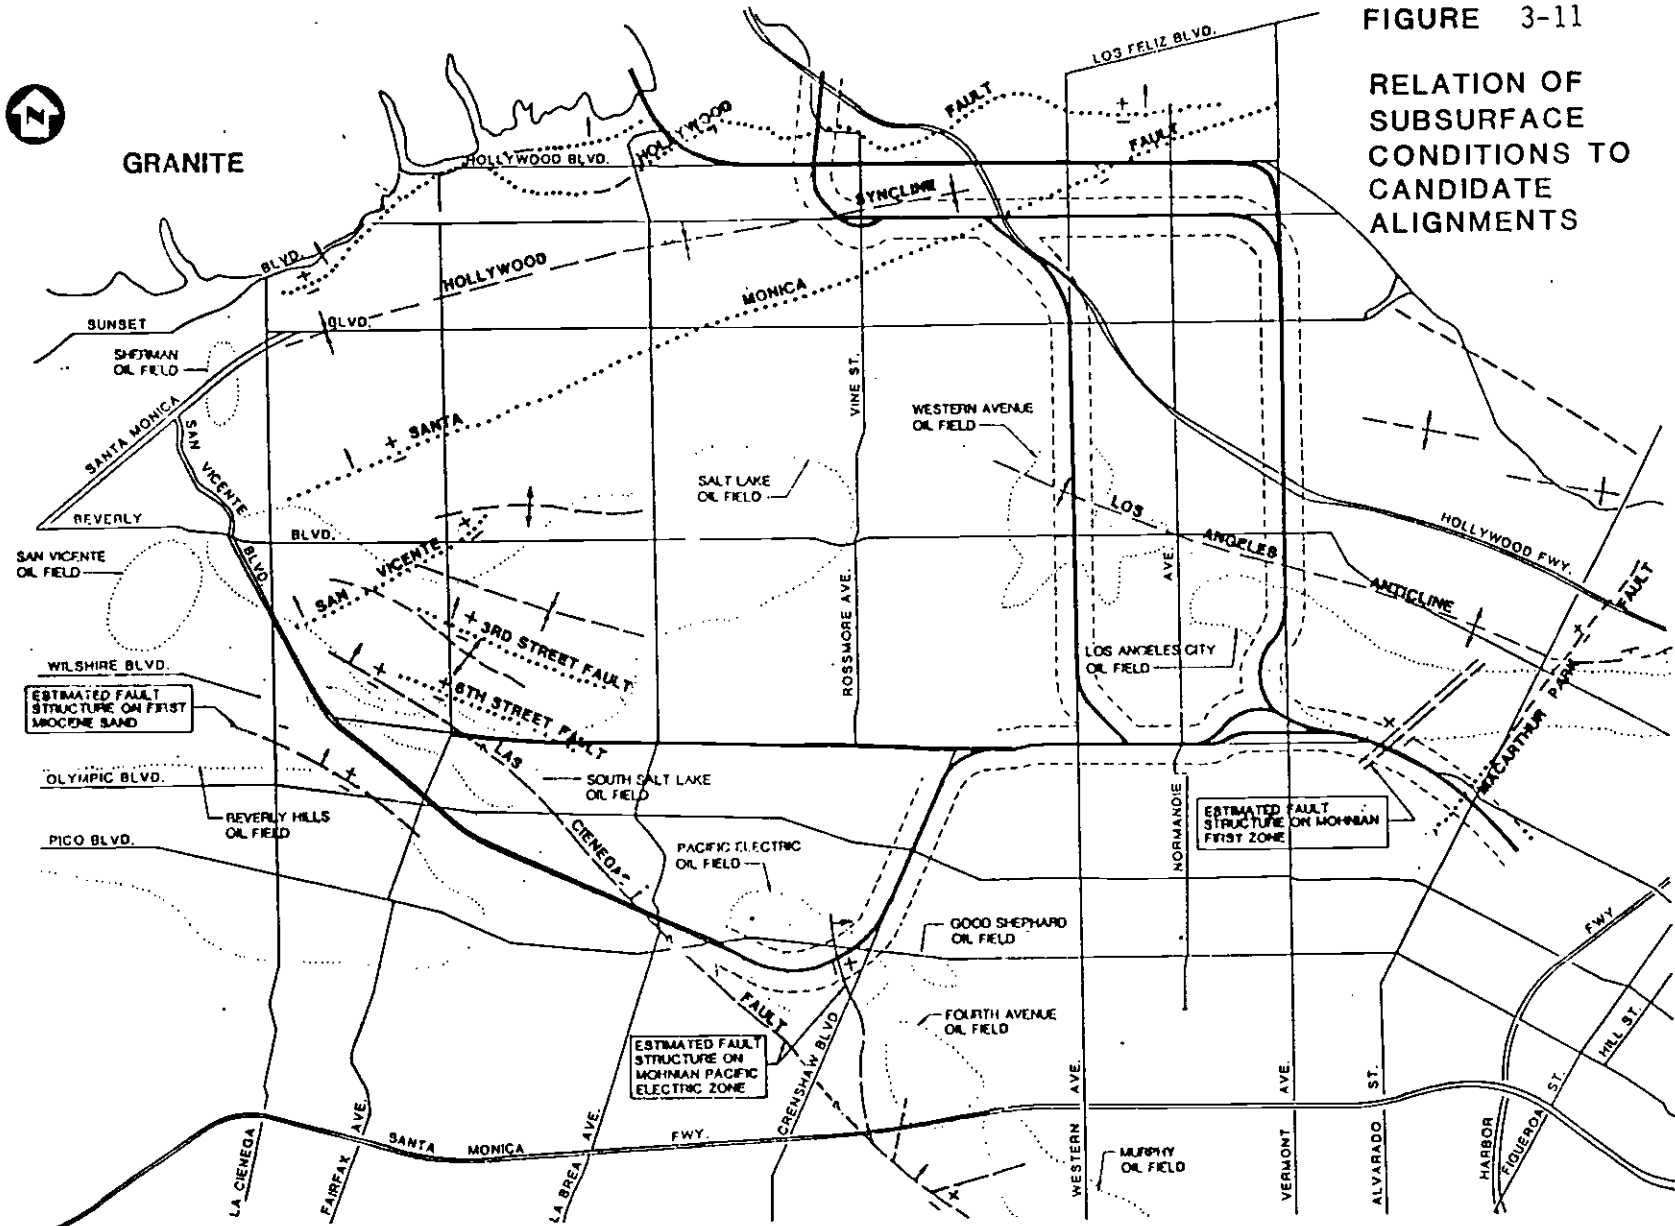 FIGURE 3-11
RELATION OF
SUBSURFACE
CONDITIONS TO
CANDIDATE
ALIGNMENTS
N
GRANITE
LOS FELIZ BLVD.
HOLLYWOOD
FAULT
FAULT
HOLLYWOOD BLVD.
SYNCLINE
HOLLYWOOD
BLVD.
SUNSET
BLVD.
MONICA
SANTA
SHERMAN
OIL FIELD
SANTA MONICA
SAN
VICENTE
BLVD.
VINE ST.
WESTERN AVENUE
OIL FIELD
SALT LAKE
OIL FIELD
BEVERLY
BLVD.
LOS
ANGELES
ANTICLINE
HOLLYWOOD FWY.
SAN VICENTE
OIL FIELD
SAN
VICENTE
3RD STREET FAULT
6TH STREET FAULT
ROSSMORE AVE.
AVE.
LOS ANGELES CITY
OIL FIELD
MACARTHUR PARK
FAULT
WILSHIRE BLVD.
ESTIMATED FAULT
STRUCTURE ON FIRST
MIOCENE SAND
LAS
CIENEGAS
FAULT
SOUTH SALT LAKE
OIL FIELD
OLYMPIC BLVD.
BEVERLY HILLS
OIL FIELD
PICO BLVD.
PACIFIC ELECTRIC
OIL FIELD
NORMANDIE
ESTIMATED FAULT
STRUCTURE ON MOHNIAN
FIRST ZONE
GOOD SHEPHARD
OIL FIELD
FOURTH AVENUE
OIL FIELD
ESTIMATED FAULT
STRUCTURE ON
MOHNIAN PACIFIC
ELECTRIC ZONE
CRENSHAW BLVD
FWY
HILL ST.
HARBOR
FIGUEROA ST.
SANTA MONICA FWY.
LA CIENEGA
FAIRFAX AVE.
LA BREA AVE.
WESTERN AVE.
VERMONT AVE.
ALVARADO ST.
MURPHY
OIL FIELD